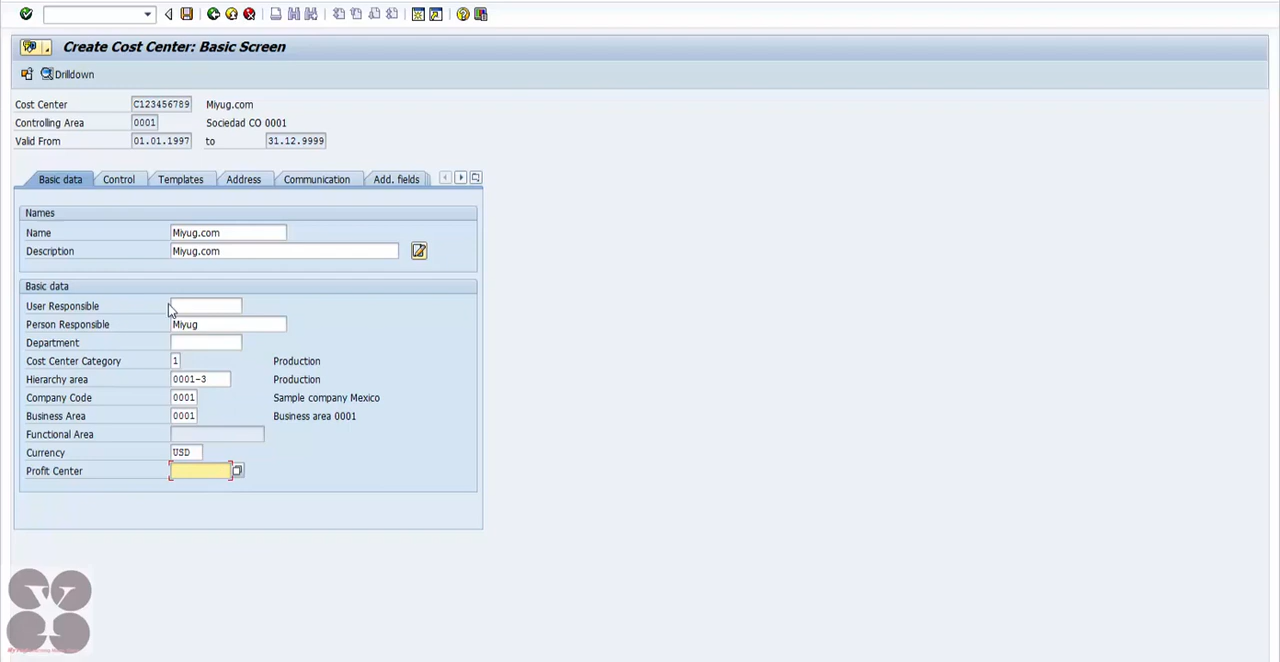 Create Cost Center: Basic Screen
Drilldown
Cost Center C123456789 Miyug.com
Controlling Area 0001 Sociedad CO 0001
Valid From 01.01.1997 to 31.12.9999
Basic data Control Templates Address Communication Add. fields
Names
Name Miyug.com
Description Miyug.com
Basic data
User Responsible
Person Responsible Miyug
Department
Cost Center Category 1 Production
Hierarchy area 0001-3 Production
Company Code 0001 Sample company Mexico
Business Area 0001 Business area 0001
Functional Area
Currency USD
Profit Center